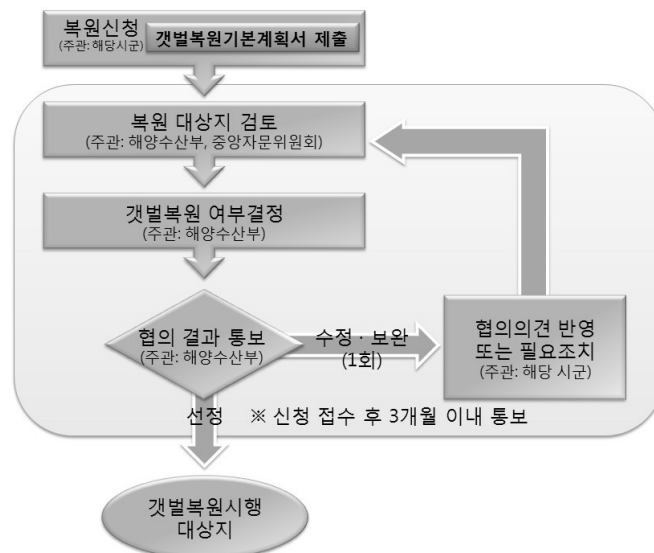 복원신청
(주관: 해당시군)
갯벌복원기본계획서 제출
복원 대상지 검토
(주관: 해양수산부, 중앙자문위원회)
갯벌복원 여부결정
(주관: 해양수산부)
협의 결과 통보
(주관: 해양수산부)
수정 · 보완
(1회)
협의의견 반영
또는 필요조치
(주관: 해당 시군)
선정
※ 신청 접수 후 3개월 이내 통보
갯벌복원시행
대상지